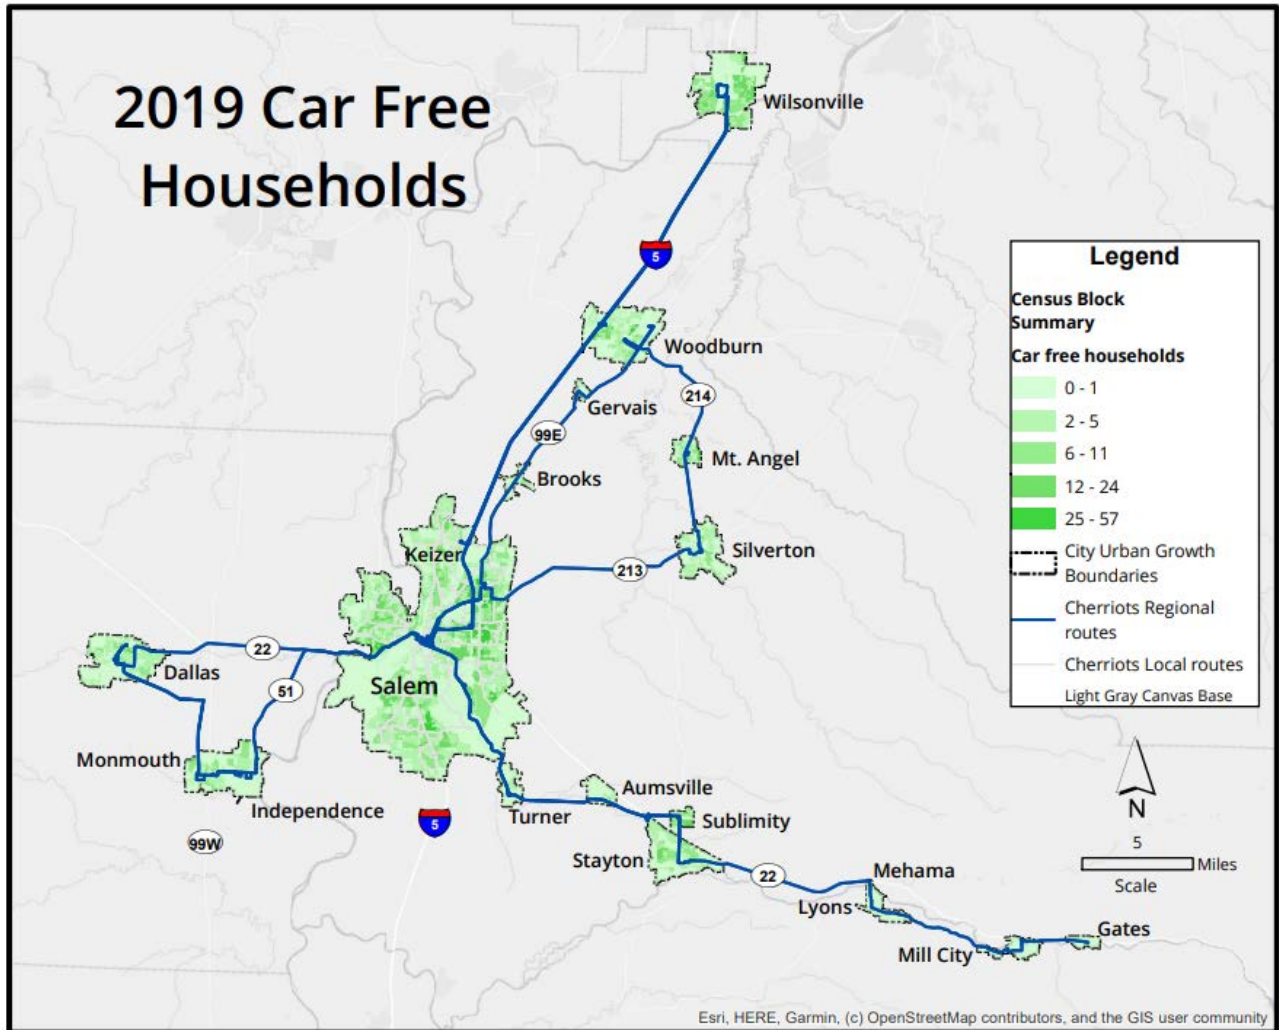 2019 Car Free
Households
Wilsonville
5
Woodburn
Gervais
214
99E
Mt. Angel
Brooks
Keizer
Silverton
213
22
Dallas
51
Salem
Monmouth
Independence
99W
5
Turner
Aumsville
Sublimity
Stayton
22
Mehama
Lyons
Mill City
Gates
Legend
Census Block
Summary
Car free households
0 - 1
2 - 5
6 - 11
12 - 24
25 - 57
City Urban Growth
Boundaries
Cherriots Regional
routes
Cherriots Local routes
Light Gray Canvas Base
N
5
Miles
Scale
Esri, HERE, Garmin, (c) OpenStreetMap contributors, and the GIS user community